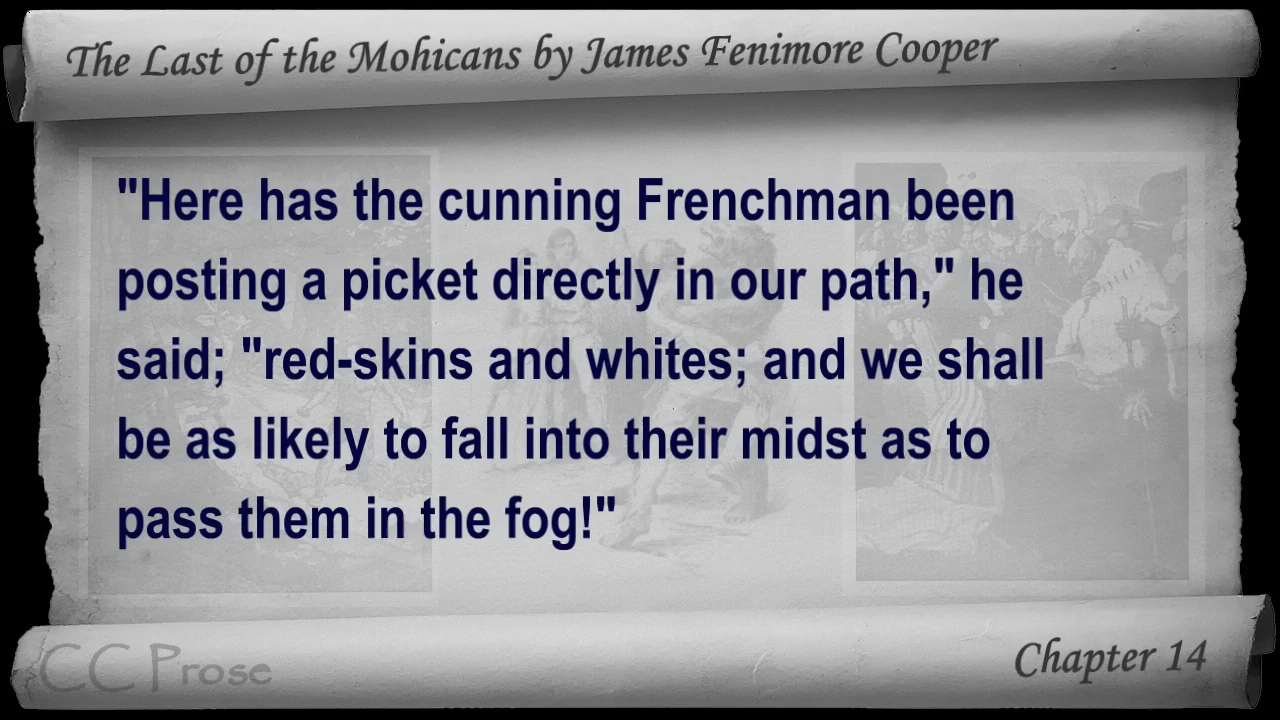 The Last of the Mohicans by James Fenimore Cooper
"Here has the cunning Frenchman been
posting a picket directly in our path," he
said; "red-skins and whites; and we shall
be as likely to fall into their midst as to
pass them in the fog!"
CC Prose
Chapter 14